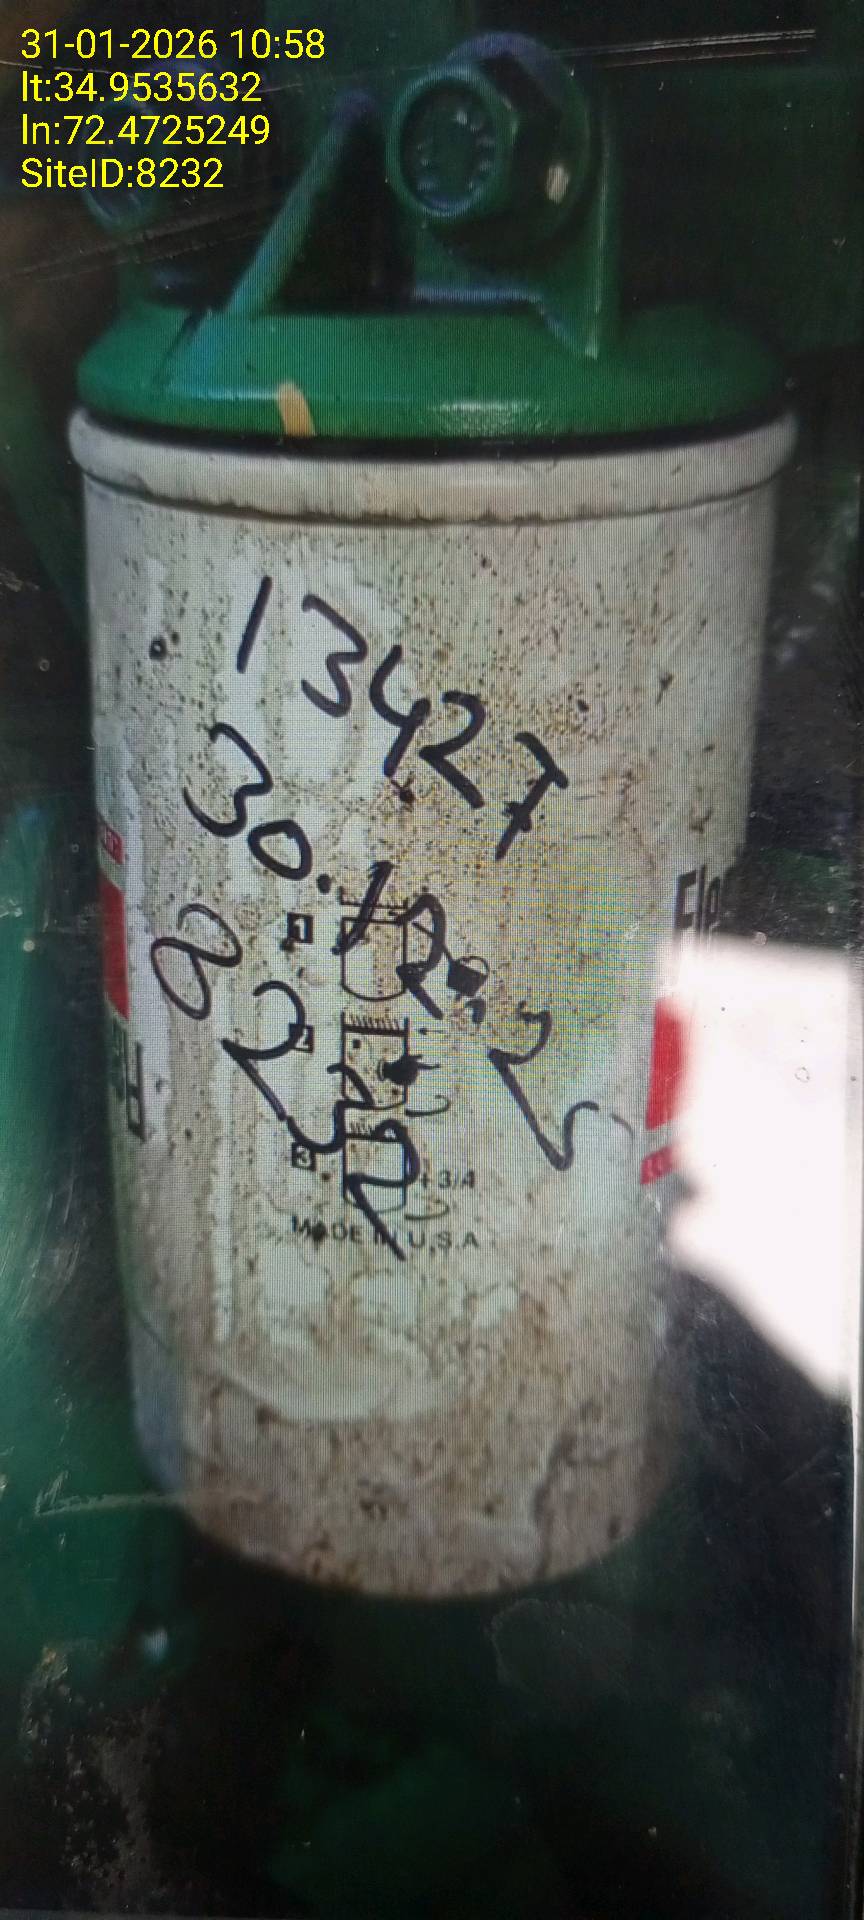 31-01-2026 10:58
lt:34.9535632
ln:72.4725249
SiteID:8232
13427
30.12.25
8232
1
2
3
+3/4
MADE IN U.S.A